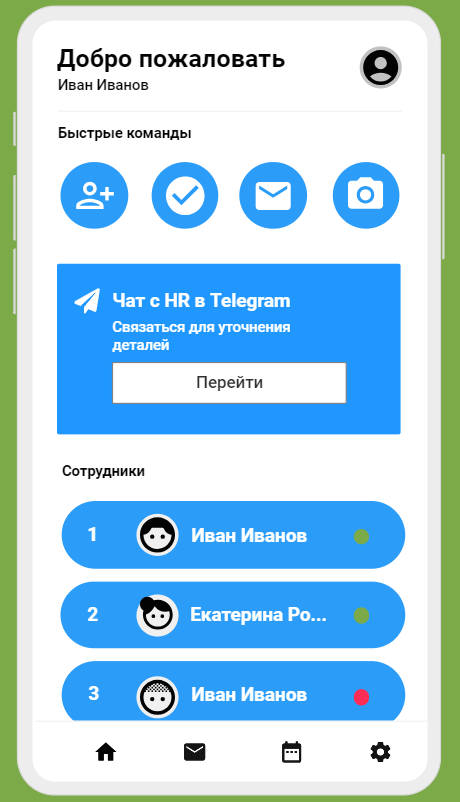 Добро пожаловать
Иван Иванов
Быстрые команды
Чат с HR в Telegram
Связаться для уточнения
деталей
Перейти
Сотрудники
1 Иван Иванов
2 Екатерина Ро...
3 Иван Иванов